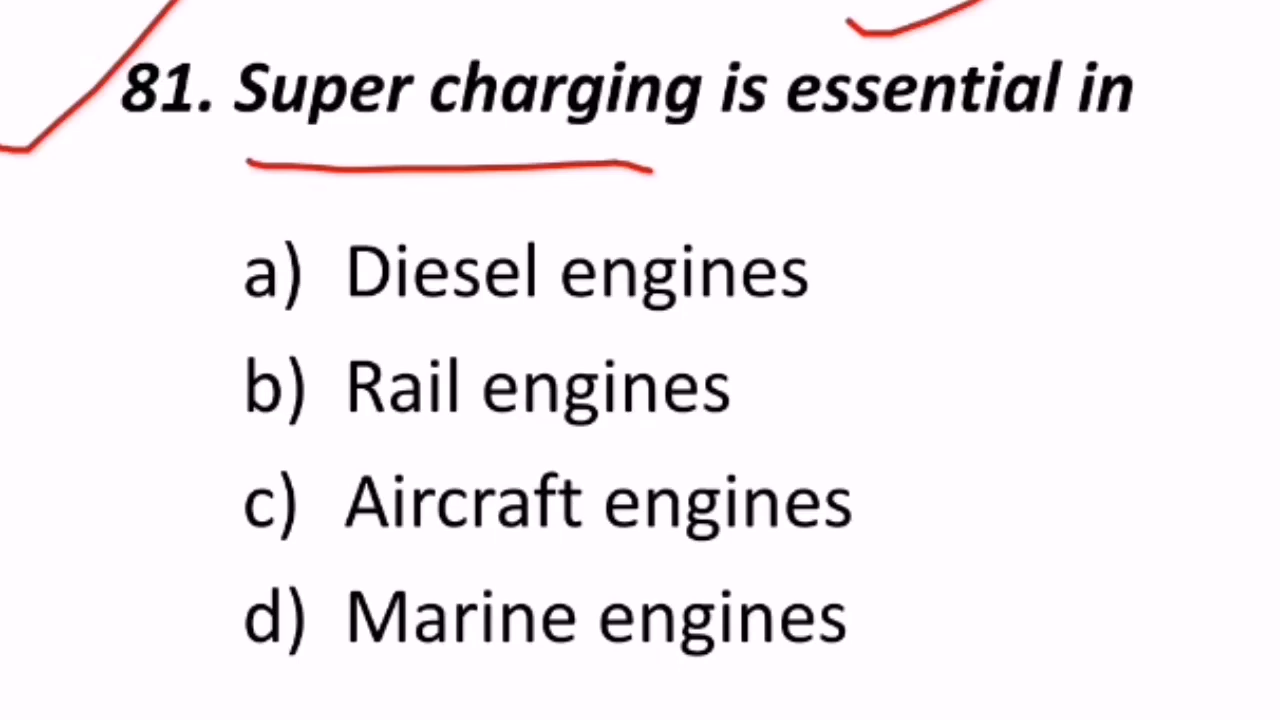 81. Super charging is essential in
a) Diesel engines
b) Rail engines
c) Aircraft engines
d) Marine engines